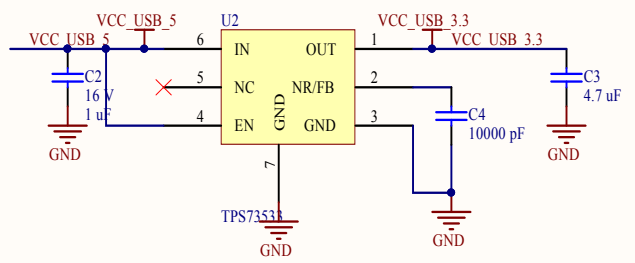 VCC_USB_5
U2
VCC_USB_3.3
VCC_USB_5
VCC_USB_3.3
6
IN
OUT
1
C2
16 V
1 uF
5
NC
NR/FB
2
C3
4.7 uF
4
EN
GND
GND
3
C4
10000 pF
GND
7
GND
TPS73533
GND
GND